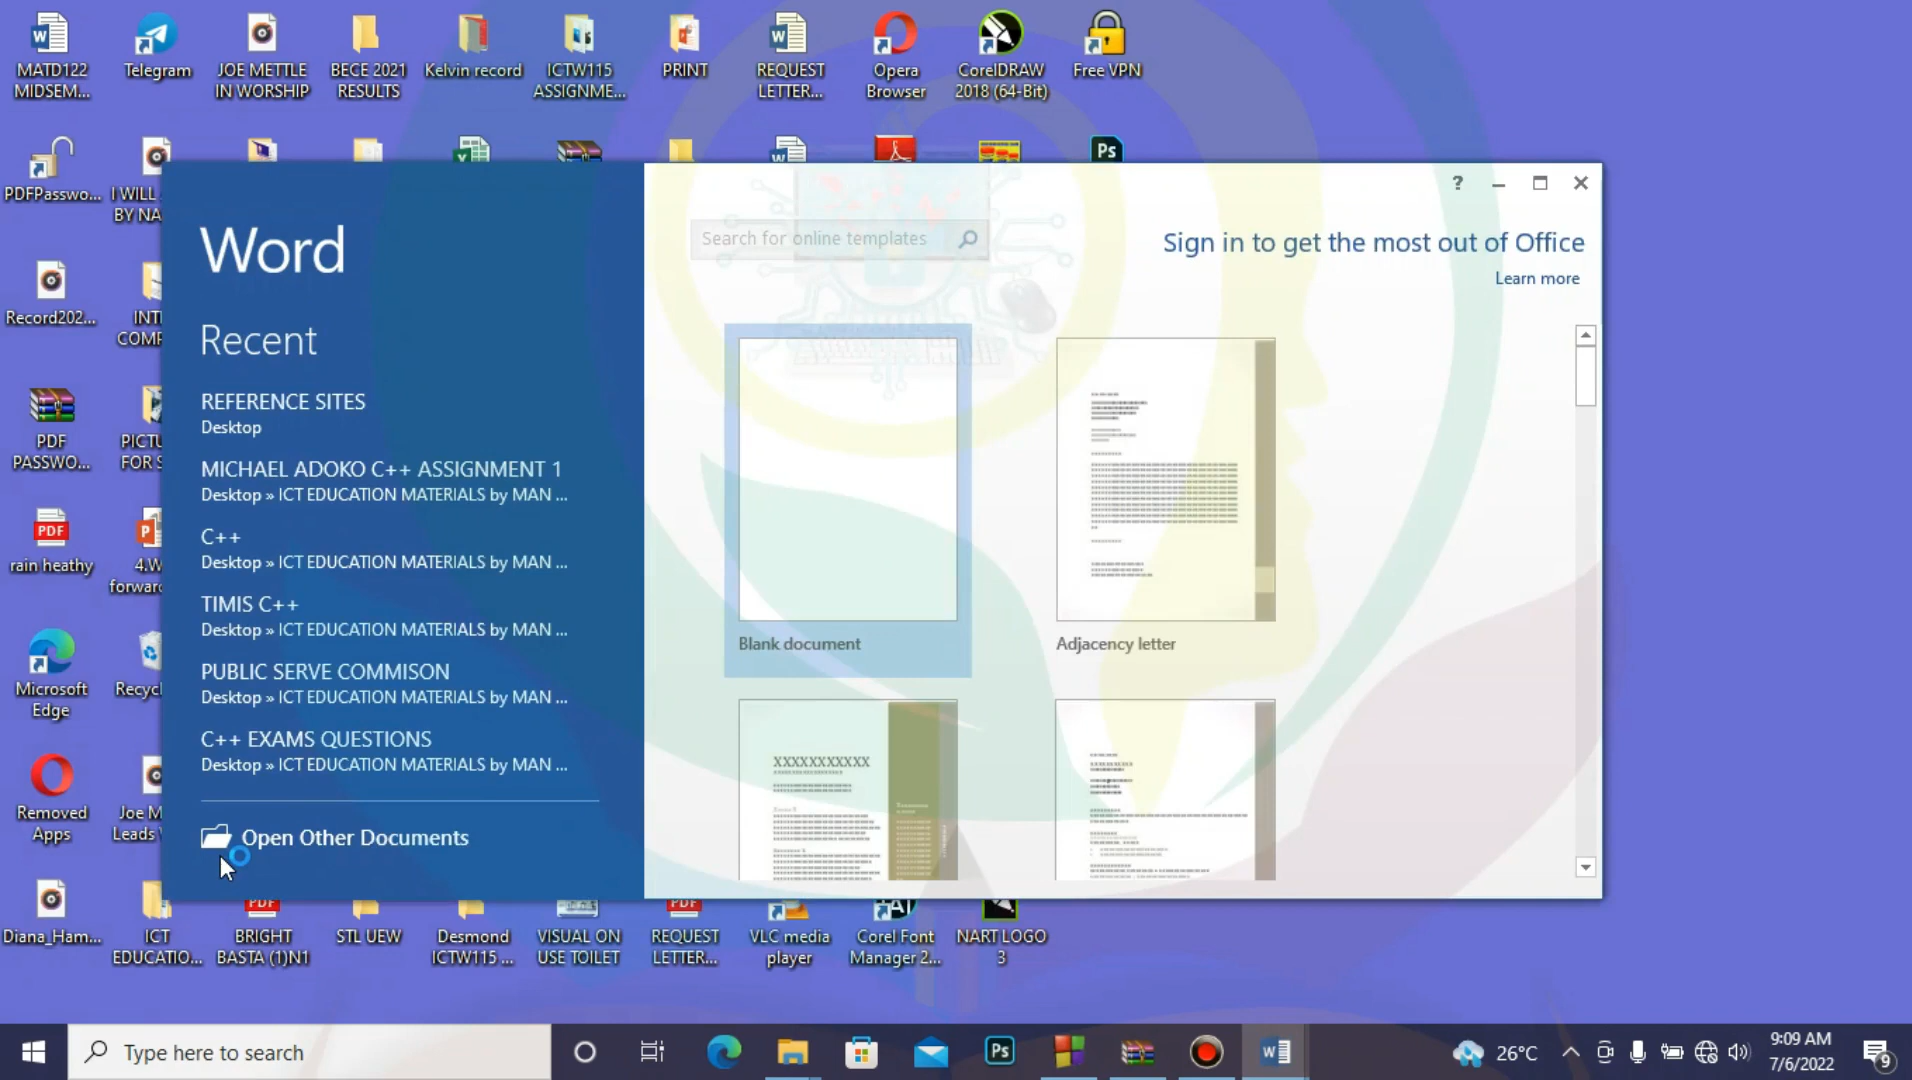 MATD122
MIDSEM...
Telegram
JOE METTLE
IN WORSHIP
BECE 2021
RESULTS
Kelvin record
ICTW115
ASSIGNME...
PRINT
REQUEST
LETTER...
Opera
Browser
CorelDRAW
2018 (64-Bit)
Free VPN
PDFPasswo...
I WILL
BY NA
Ps
Record202...
INT
COMP
PDF
PASSWO...
PICTU
FOR S
PDF
rain heathy
4.W
forward
Microsoft
Edge
Recycl
Removed
Apps
Joe M
Leads
Word
Recent
REFERENCE SITES
Desktop
MICHAEL ADOKO C++ ASSIGNMENT 1
Desktop » ICT EDUCATION MATERIALS by MAN ...
C++
Desktop » ICT EDUCATION MATERIALS by MAN ...
TIMIS C++
Desktop » ICT EDUCATION MATERIALS by MAN ...
PUBLIC SERVE COMMISON
Desktop » ICT EDUCATION MATERIALS by MAN ...
C++ EXAMS QUESTIONS
Desktop » ICT EDUCATION MATERIALS by MAN ...
Open Other Documents
?
Search for online templates
Sign in to get the most out of Office
Learn more
Blank document
Adjacency letter
XXXXXXXXXXX
Diana_Ham...
ICT
EDUCATIO...
PDF
BRIGHT
BASTA (1)N1
STL UEW
Desmond
ICTW115 ...
VISUAL ON
USE TOILET
PDF
REQUEST
LETTER...
VLC media
player
Corel Font
Manager 2...
NART LOGO
3
Type here to search
Ps
26°C
9:09 AM
7/6/2022
9